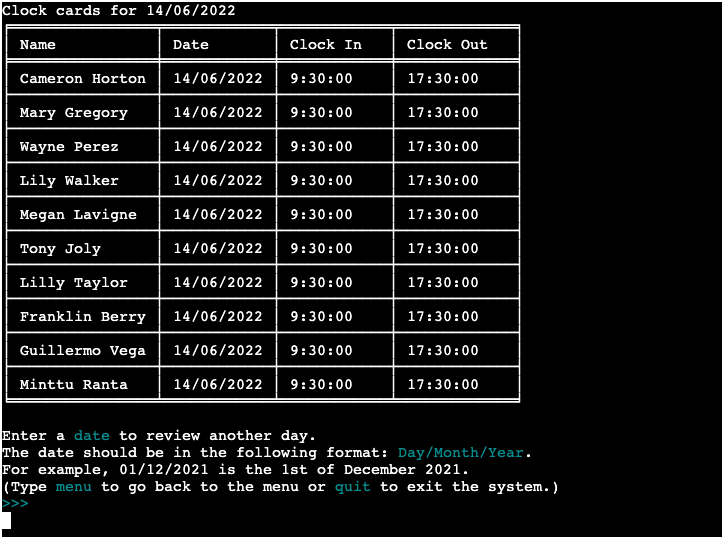 Clock cards for 14/06/2022
Name Date Clock In Clock Out
Cameron Horton 14/06/2022 9:30:00 17:30:00
Mary Gregory 14/06/2022 9:30:00 17:30:00
Wayne Perez 14/06/2022 9:30:00 17:30:00
Lily Walker 14/06/2022 9:30:00 17:30:00
Megan Lavigne 14/06/2022 9:30:00 17:30:00
Tony Joly 14/06/2022 9:30:00 17:30:00
Lilly Taylor 14/06/2022 9:30:00 17:30:00
Franklin Berry 14/06/2022 9:30:00 17:30:00
Guillermo Vega 14/06/2022 9:30:00 17:30:00
Minttu Ranta 14/06/2022 9:30:00 17:30:00
Enter a date to review another day.
The date should be in the following format: Day/Month/Year.
For example, 01/12/2021 is the 1st of December 2021.
(Type menu to go back to the menu or quit to exit the system.)
>>>